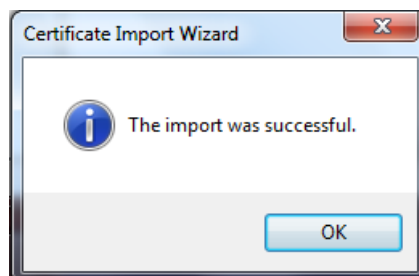 Certificate Import Wizard
The import was successful.
OK